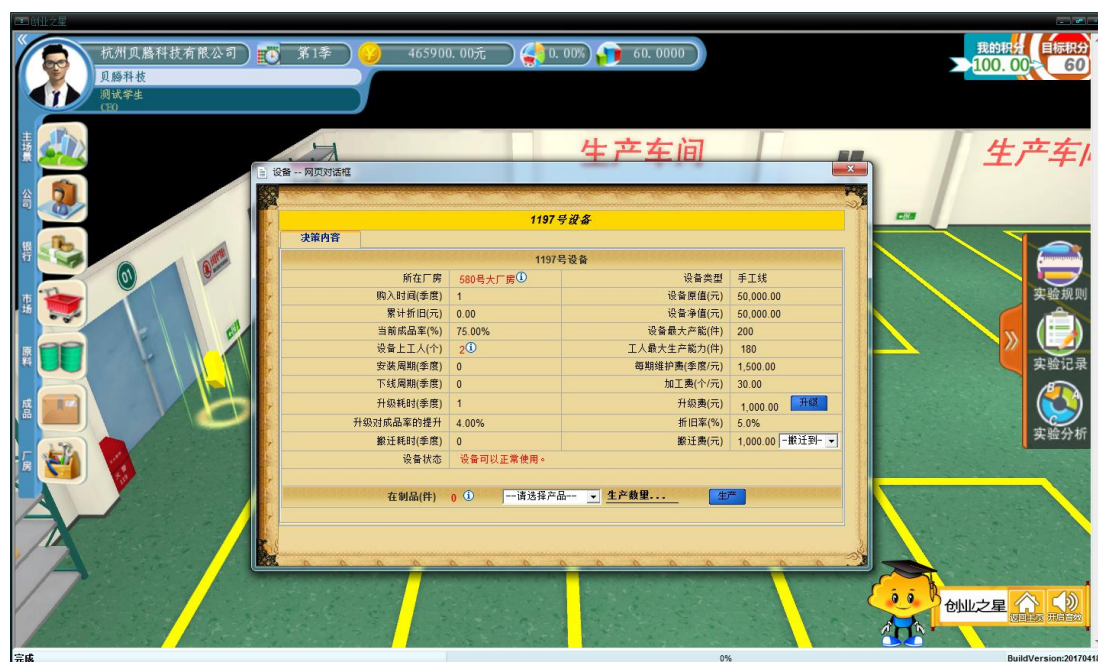 创业之星
杭州贝腾科技有限公司 第1季 465900.00元 0.00% 60.0000
贝腾科技
测试学生
CEO
我的积分 目标积分
100.00 60
主场景
公司
银行
市场
原料
成品
厂房
生产车间
生产车间
01
设备 -- 网页对话框
1197号设备
决策内容
1197号设备
所在厂房 580号大厂房 设备类型 手工线
购入时间(季度) 1 设备原值(元) 50,000.00
累计折旧(元) 0.00 设备净值(元) 50,000.00
当前成品率(%) 75.00% 设备最大产能(件) 200
设备上工人(个) 2 工人最大生产能力(件) 180
安装周期(季度) 0 每期维护费(季度/元) 1,500.00
下线周期(季度) 0 加工费(个/元) 30.00
升级耗时(季度) 1 升级费(元) 1,000.00 升级
升级对成品率的提升 4.00% 折旧率(%) 5.0%
搬迁耗时(季度) 0 搬迁费(元) 1,000.00 -搬迁到-
设备状态 设备可以正常使用。
在制品(件) 0 --请选择产品-- 生产数量... 生产
实验规则
实验记录
实验分析
创业之星 返回主页 开启音效
完成 0% BuildVersion:20170418